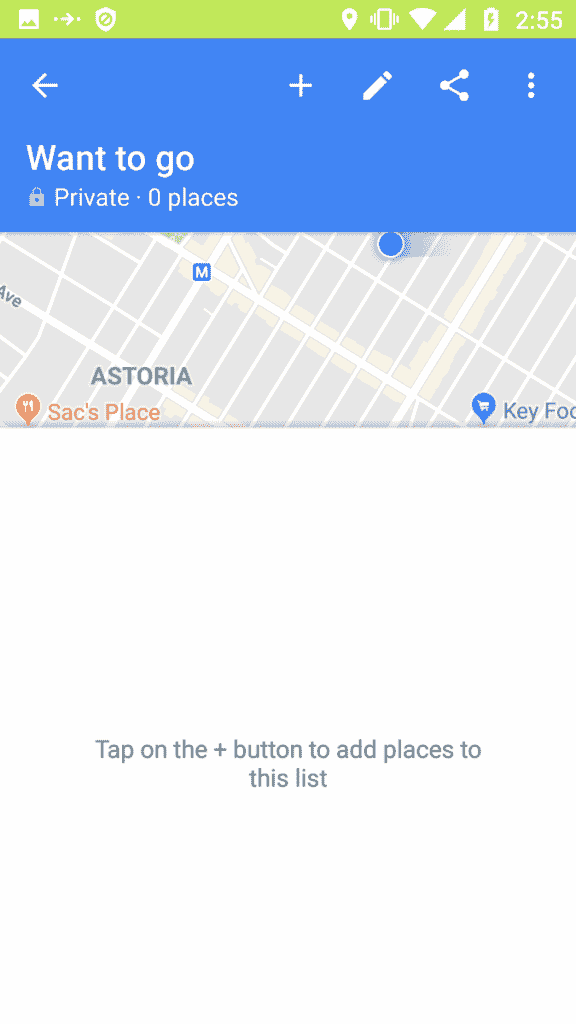 2:55
Want to go
Private · 0 places
M
Ave
ASTORIA
Sac's Place
Key Foo
Tap on the + button to add places to
this list